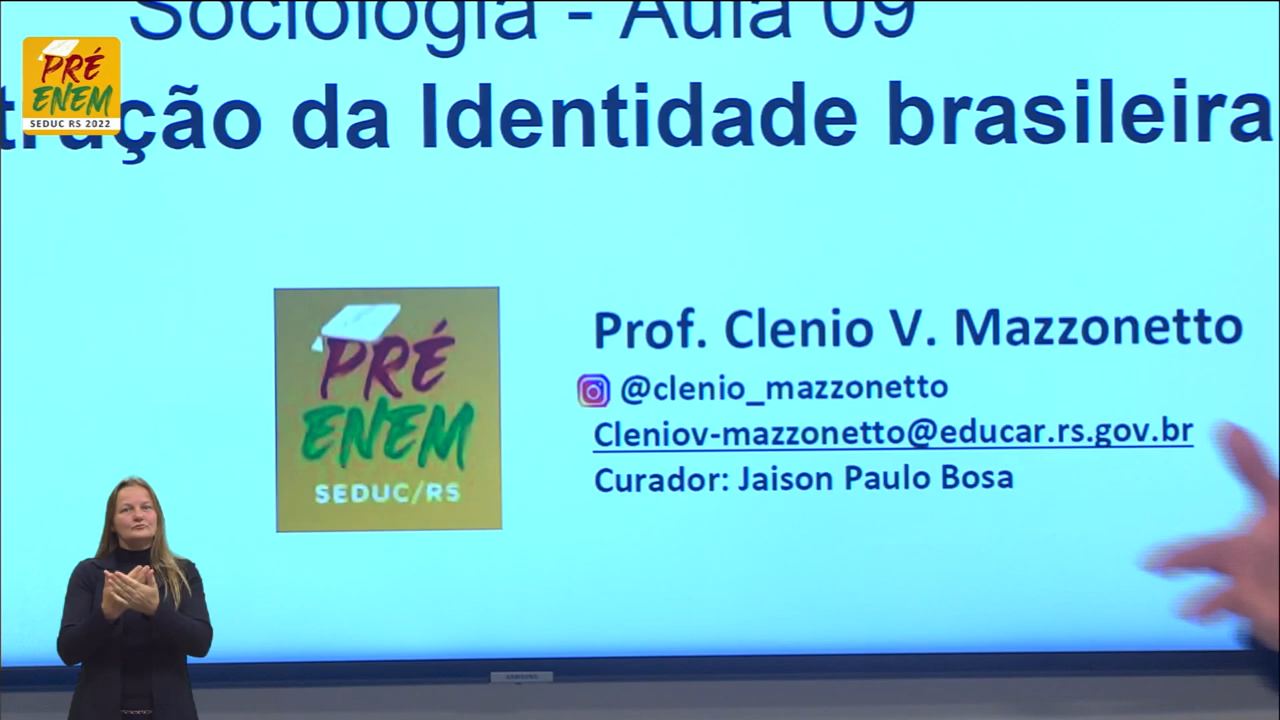 Sociologia - Aula 09
PRÉ
ENEM
SEDUC RS 2022
trução da Identidade brasileira
PRÉ
ENEM
SEDUC/RS
Prof. Clenio V. Mazzonetto
@clenio_mazzonetto
Cleniov-mazzonetto@educar.rs.gov.br
Curador: Jaison Paulo Bosa
SAMSUNG